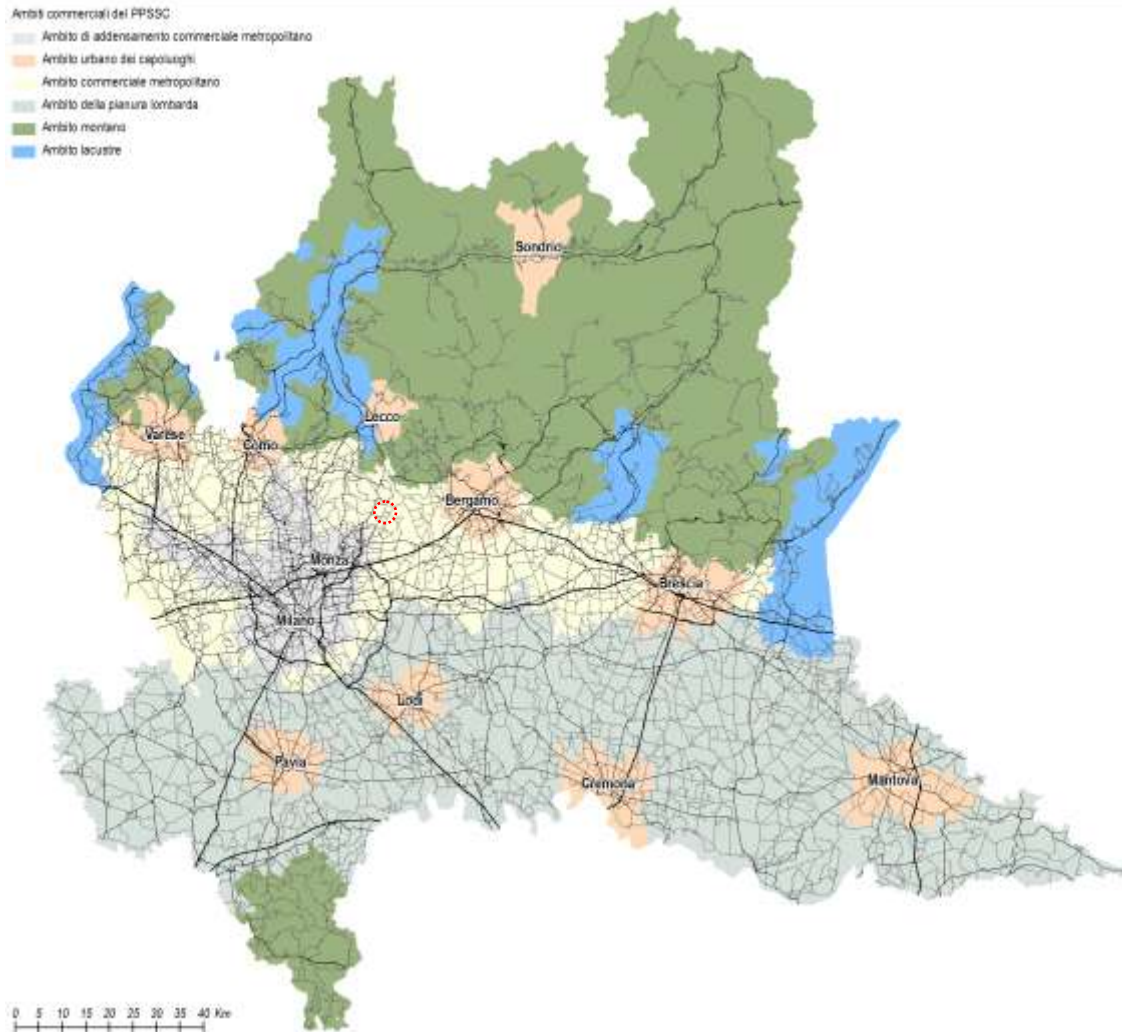 Ambiti commerciali del PPSSC
Ambito di addensamento commerciale metropolitano
Ambito urbano dei capoluoghi
Ambito commerciale metropolitano
Ambito della pianura lombarda
Ambito montano
Ambito lacustre
Sondrio
Lecco
Varese
Como
Bergamo
Monza
Brescia
Milano
Lodi
Pavia
Cremona
Mantova
0 5 10 15 20 25 30 35 40 Km